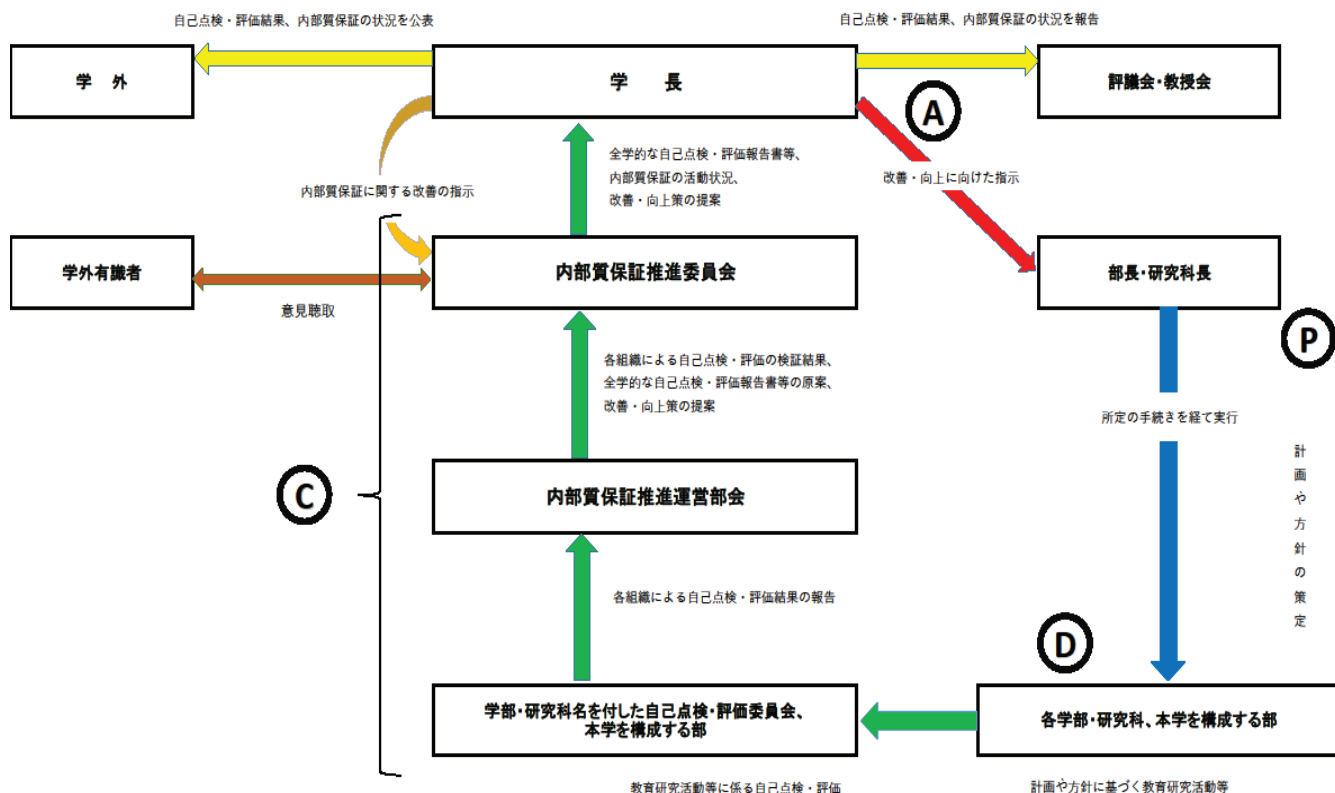 自己点検・評価結果、内部質保証の状況を公表
自己点検・評価結果、内部質保証の状況を報告
学 外
学 長
評議会・教授会
A
全学的な自己点検・評価報告書等、
内部質保証の活動状況、
改善・向上策の提案
改善・向上に向けた指示
内部質保証に関する改善の指示
学外有識者
内部質保証推進委員会
部長・研究科長
意見聴取
P
各組織による自己点検・評価の検証結果、
全学的な自己点検・評価報告書等の原案、
改善・向上策の提案
所定の手続きを経て実行
計画や方針の策定
C
内部質保証推進運営部会
各組織による自己点検・評価結果の報告
D
学部・研究科名を付した自己点検・評価委員会、
本学を構成する部
各学部・研究科、本学を構成する部
教育研究活動等に係る自己点検・評価
計画や方針に基づく教育研究活動等